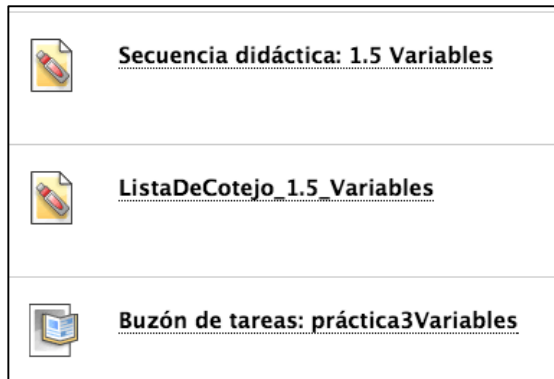 Secuencia didáctica: 1.5 Variables
ListaDeCotejo_1.5_Variables
Buzón de tareas: práctica3Variables